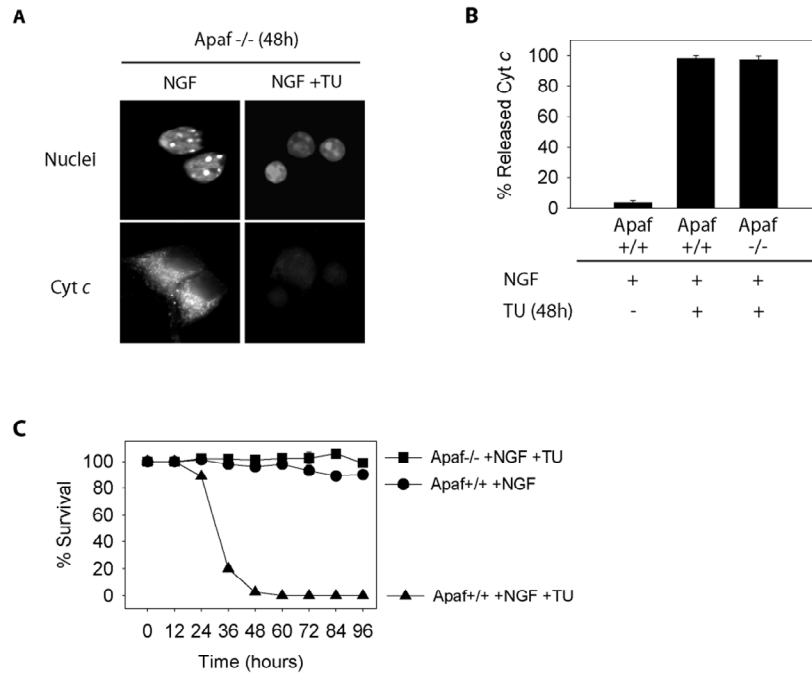 A
Apaf -/- (48h)
NGF NGF +TU
Nuclei
Cyt c
B
% Released Cyt c
100
80
60
40
20
0
Apaf Apaf Apaf
+/+ +/+ -/-
NGF + + +
TU (48h) - + +
C
% Survival
100
80
60
40
20
0
0 12 24 36 48 60 72 84 96
Time (hours)
Apaf-/- +NGF +TU
Apaf+/+ +NGF
Apaf+/+ +NGF +TU